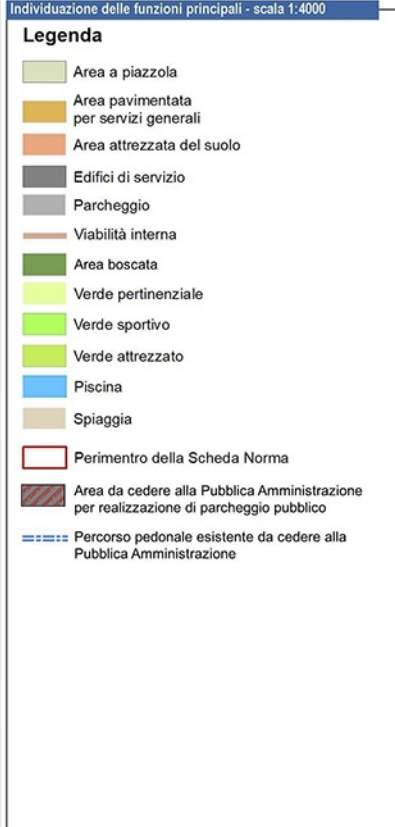 Individuazione delle funzioni principali - scala 1:4000
Legenda
Area a piazzola
Area pavimentata
per servizi generali
Area attrezzata del suolo
Edifici di servizio
Parcheggio
Viabilità interna
Area boscata
Verde pertinenziale
Verde sportivo
Verde attrezzato
Piscina
Spiaggia
Perimentro della Scheda Norma
Area da cedere alla Pubblica Amministrazione
per realizzazione di parcheggio pubblico
Percorso pedonale esistente da cedere alla
Pubblica Amministrazione